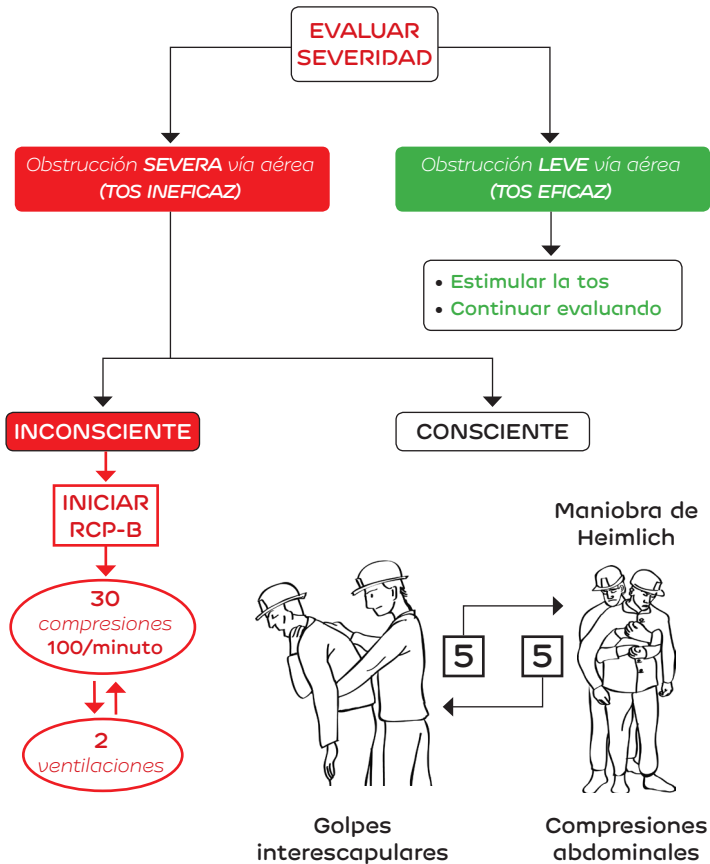 EVALUAR
SEVERIDAD
Obstrucción SEVERA vía aérea
(TOS INEFICAZ)
Obstrucción LEVE vía aérea
(TOS EFICAZ)
• Estimular la tos
• Continuar evaluando
INCONSCIENTE
CONSCIENTE
INICIAR
RCP-B
30
compresiones
100/minuto
2
ventilaciones
Maniobra de
Heimlich
5
5
Golpes
interescapulares
Compresiones
abdominales